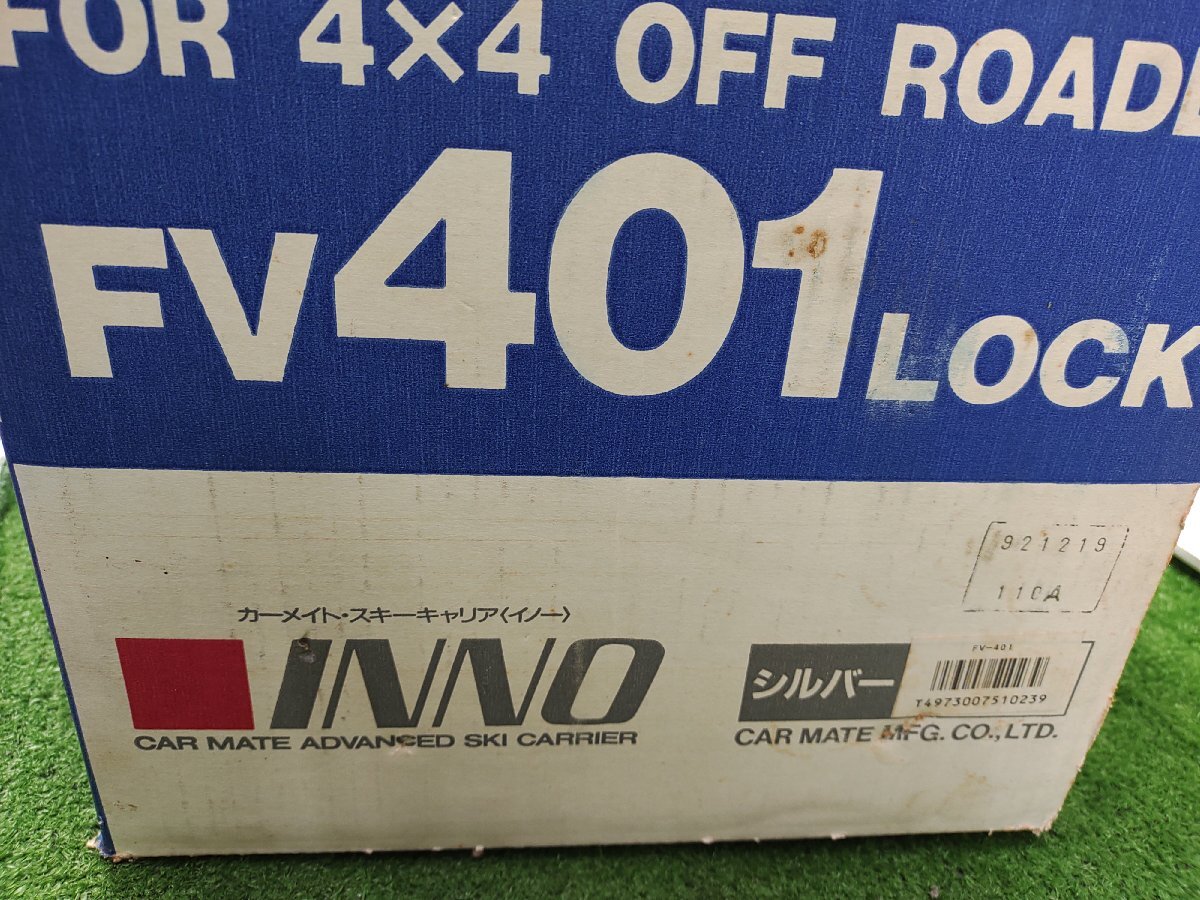 FOR 4×4 OFF ROADE
FV401 LOCK
921219
110A
カーメイト・スキーキャリア〈イノー〉
INNO
CAR MATE ADVANCED SKI CARRIER
シルバー
FV-401
T4973007510239
CAR MATE MFG. CO., LTD.